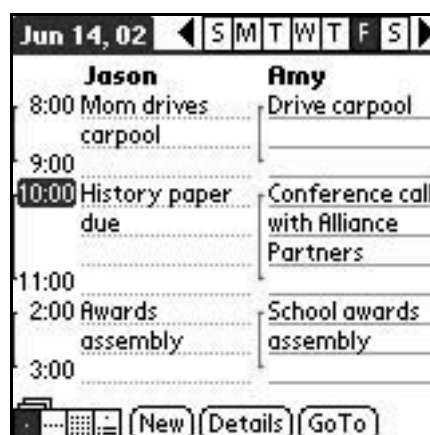 Jun 14, 02 S M T W T F S
Jason Amy
8:00 Mom drives Drive carpool
carpool
9:00
10:00 History paper Conference call
due with Alliance
Partners
11:00
2:00 Awards School awards
assembly assembly
3:00
New Details GoTo